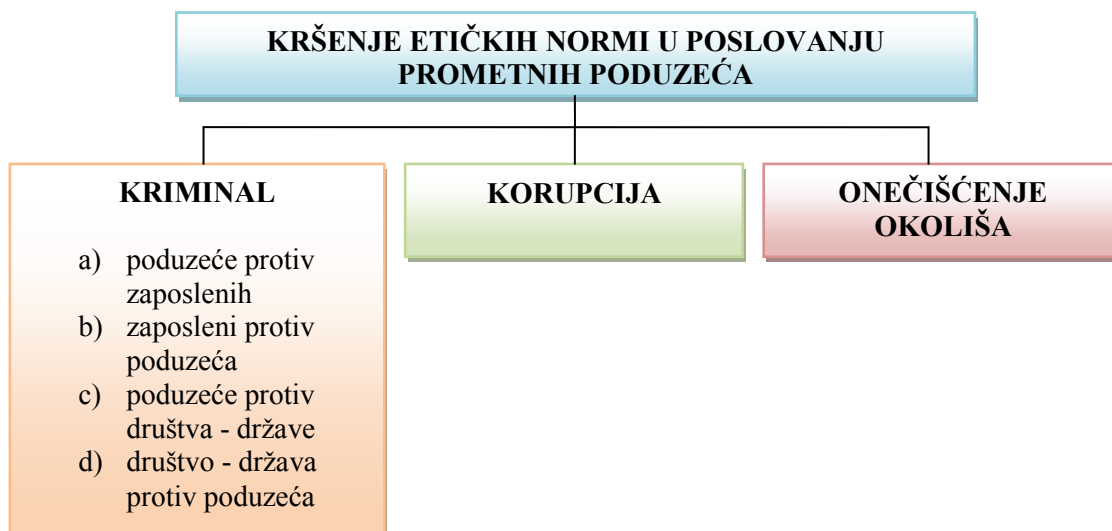 KRŠENJE ETIČKIH NORMI U POSLOVANJU
PROMETNIH PODUZEĆA
KRIMINAL
a) poduzeće protiv
zaposlenih
b) zaposleni protiv
poduzeća
c) poduzeće protiv
društva - države
d) društvo - država
protiv poduzeća
KORUPCIJA
ONEČIŠĆENJE
OKOLIŠA